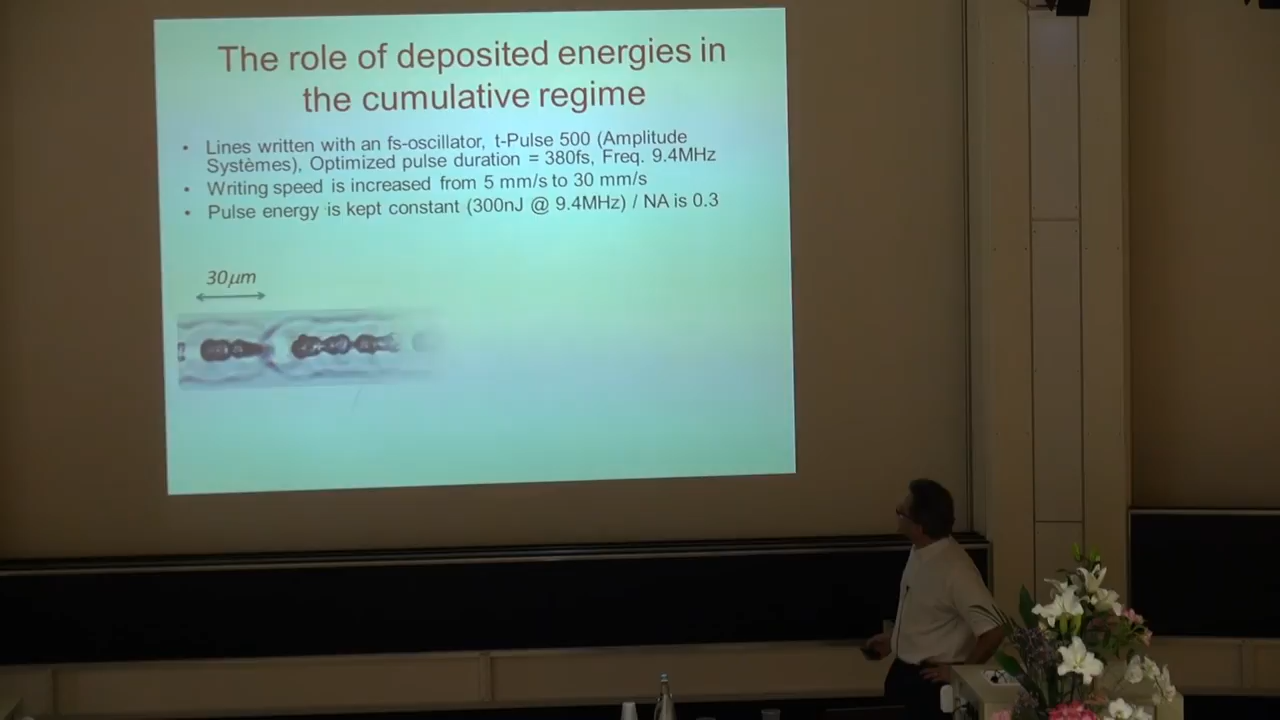 The role of deposited energies in
the cumulative regime
• Lines written with an fs-oscillator, t-Pulse 500 (Amplitude
Systèmes), Optimized pulse duration = 380fs, Freq. 9.4MHz
• Writing speed is increased from 5 mm/s to 30 mm/s
• Pulse energy is kept constant (300nJ @ 9.4MHz) / NA is 0.3
30μm